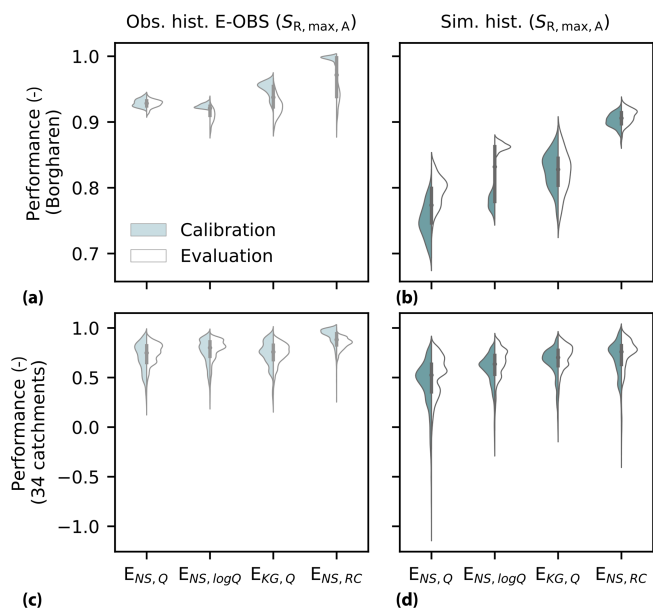 Obs. hist. E-OBS (S_R, max, A)
Sim. hist. (S_R, max, A)
Performance (-)
(Borgharen)
1.0
0.9
0.8
0.7
Calibration
Evaluation
(a)
(b)
Performance (-)
(34 catchments)
1.0
0.5
0.0
−0.5
−1.0
E_NS, Q E_NS, logQ E_KG, Q E_NS, RC
E_NS, Q E_NS, logQ E_KG, Q E_NS, RC
(c)
(d)